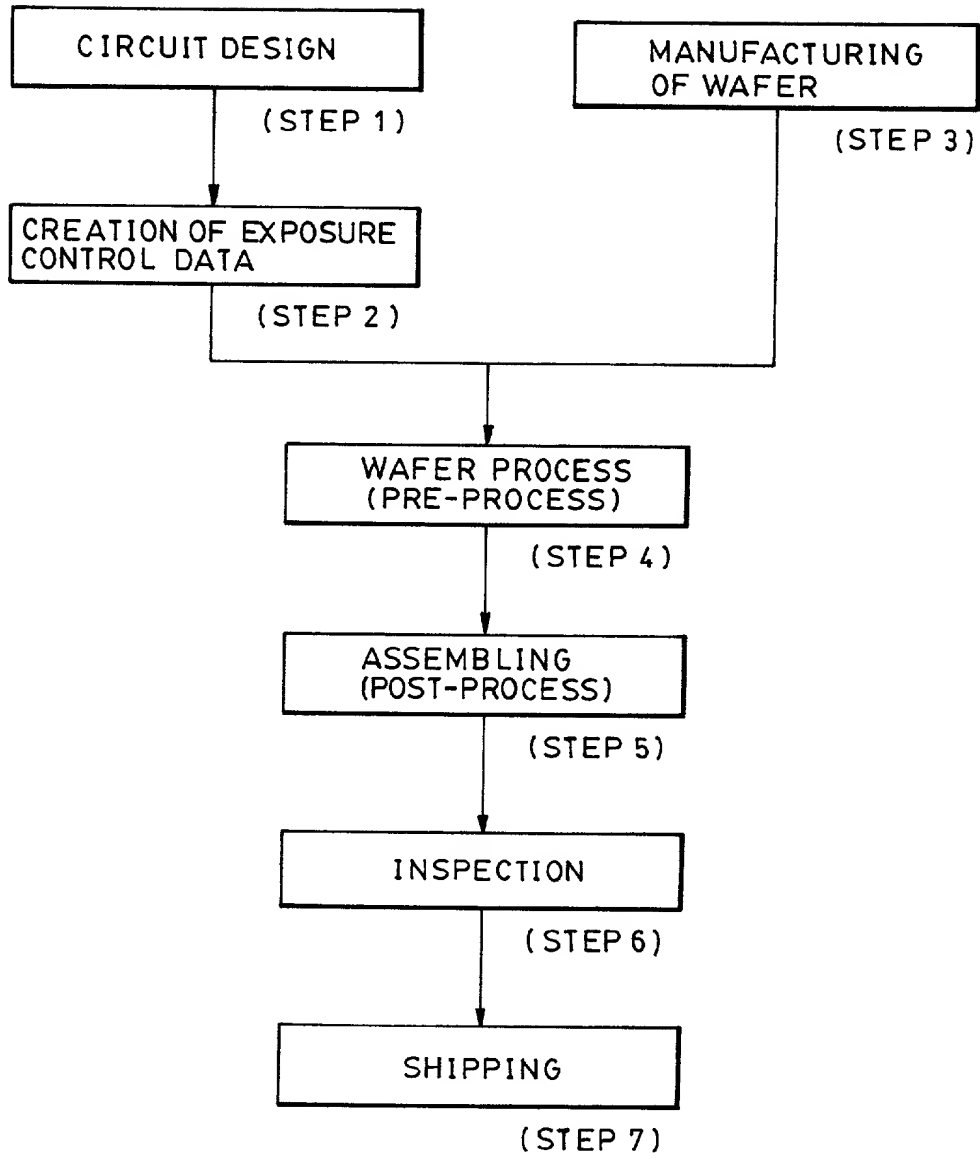 CIRCUIT DESIGN
(STEP 1)
MANUFACTURING
OF WAFER
(STEP 3)
CREATION OF EXPOSURE
CONTROL DATA
(STEP 2)
WAFER PROCESS
(PRE-PROCESS)
(STEP 4)
ASSEMBLING
(POST-PROCESS)
(STEP 5)
INSPECTION
(STEP 6)
SHIPPING
(STEP 7)